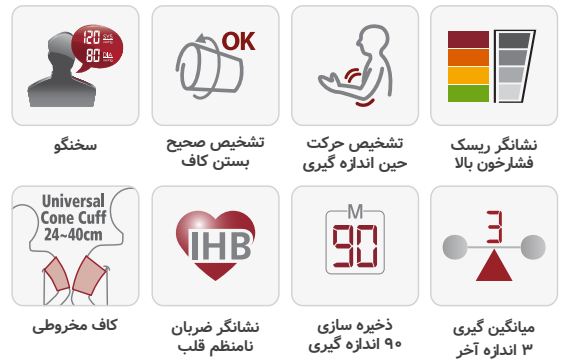 120 SYS
80 DIA
OK
نشانگر ریسک
فشارخون بالا
تشخیص حرکت
حین اندازه گیری
تشخیص صحیح
بستن کاف
سخنگو
3
M
90
IHB
Universal
Cone Cuff
24~40cm
میانگین گیری
۳ اندازه آخر
ذخیره سازی
۹۰ اندازه گیری
نشانگر ضربان
نامنظم قلب
کاف مخروطی